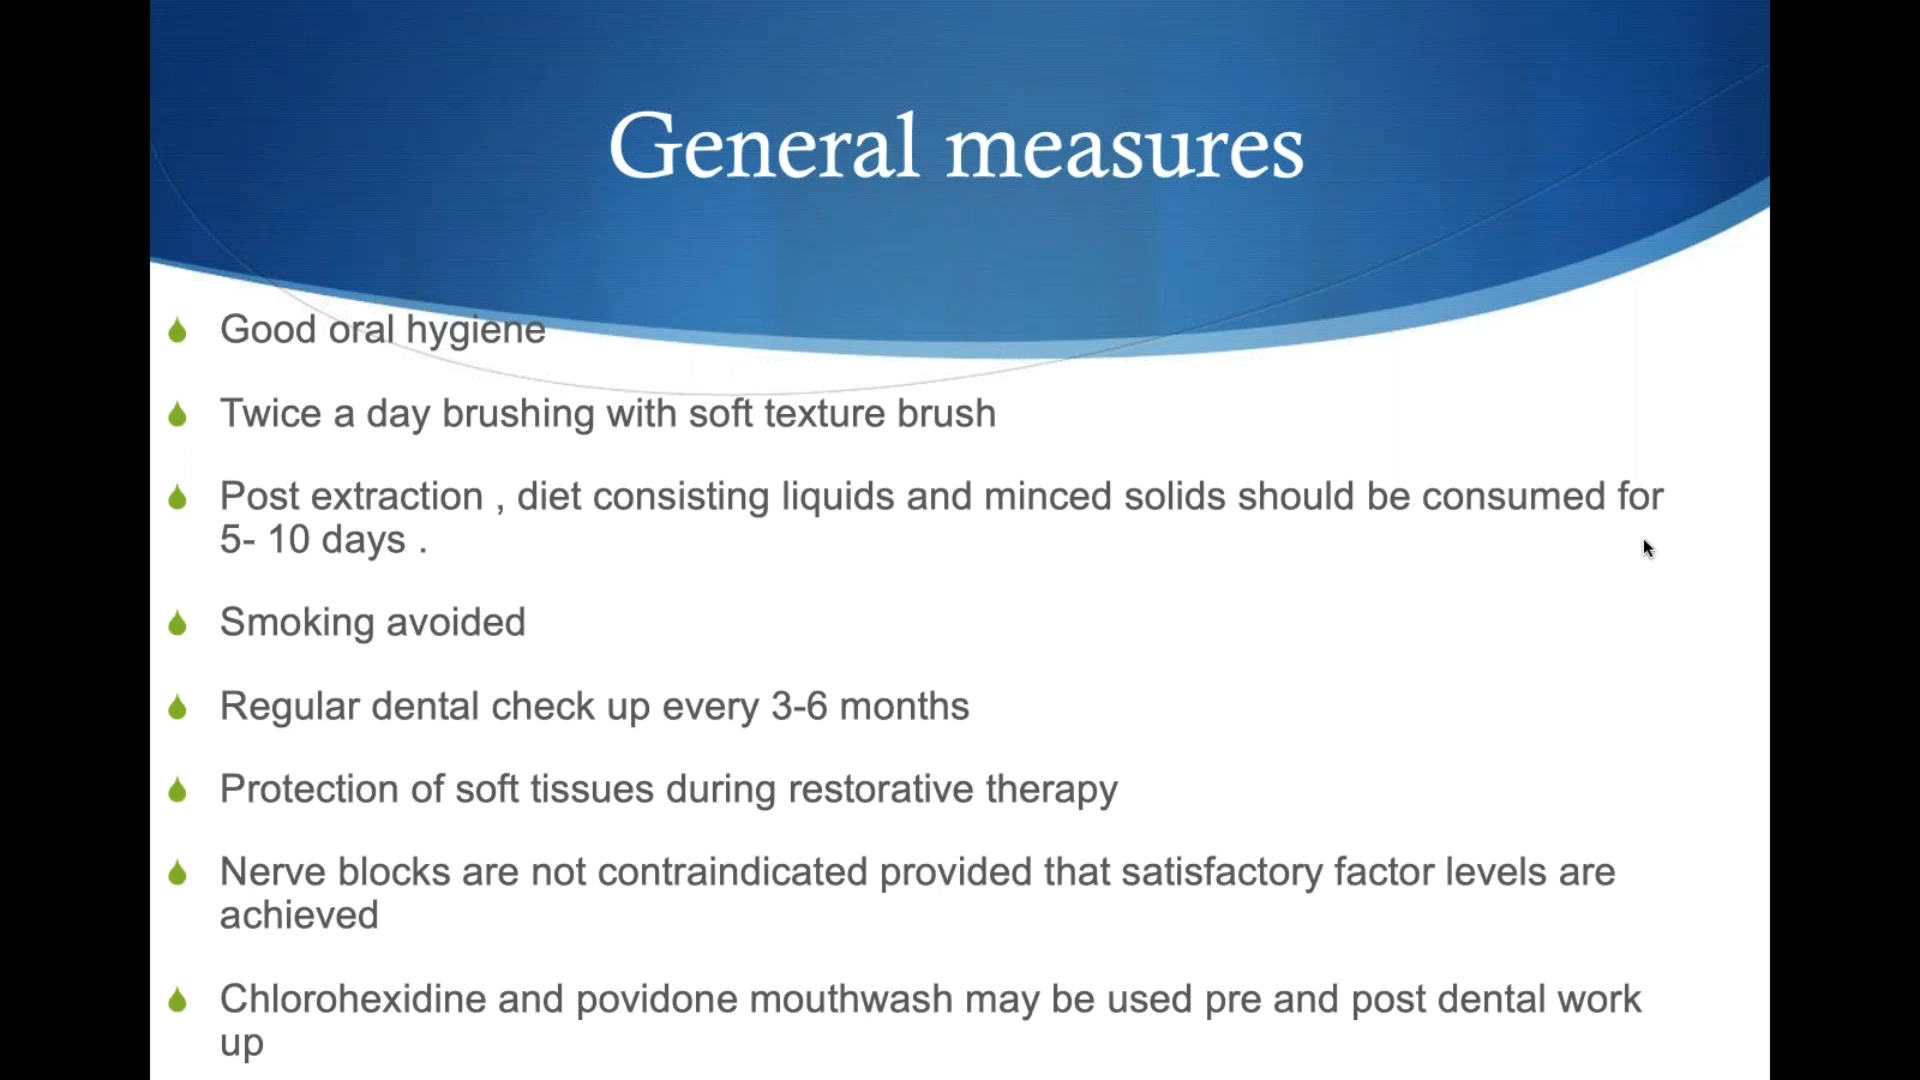 General measures
Good oral hygiene
Twice a day brushing with soft texture brush
Post extraction , diet consisting liquids and minced solids should be consumed for
5- 10 days .
Smoking avoided
Regular dental check up every 3-6 months
Protection of soft tissues during restorative therapy
Nerve blocks are not contraindicated provided that satisfactory factor levels are
achieved
Chlorohexidine and povidone mouthwash may be used pre and post dental work
up